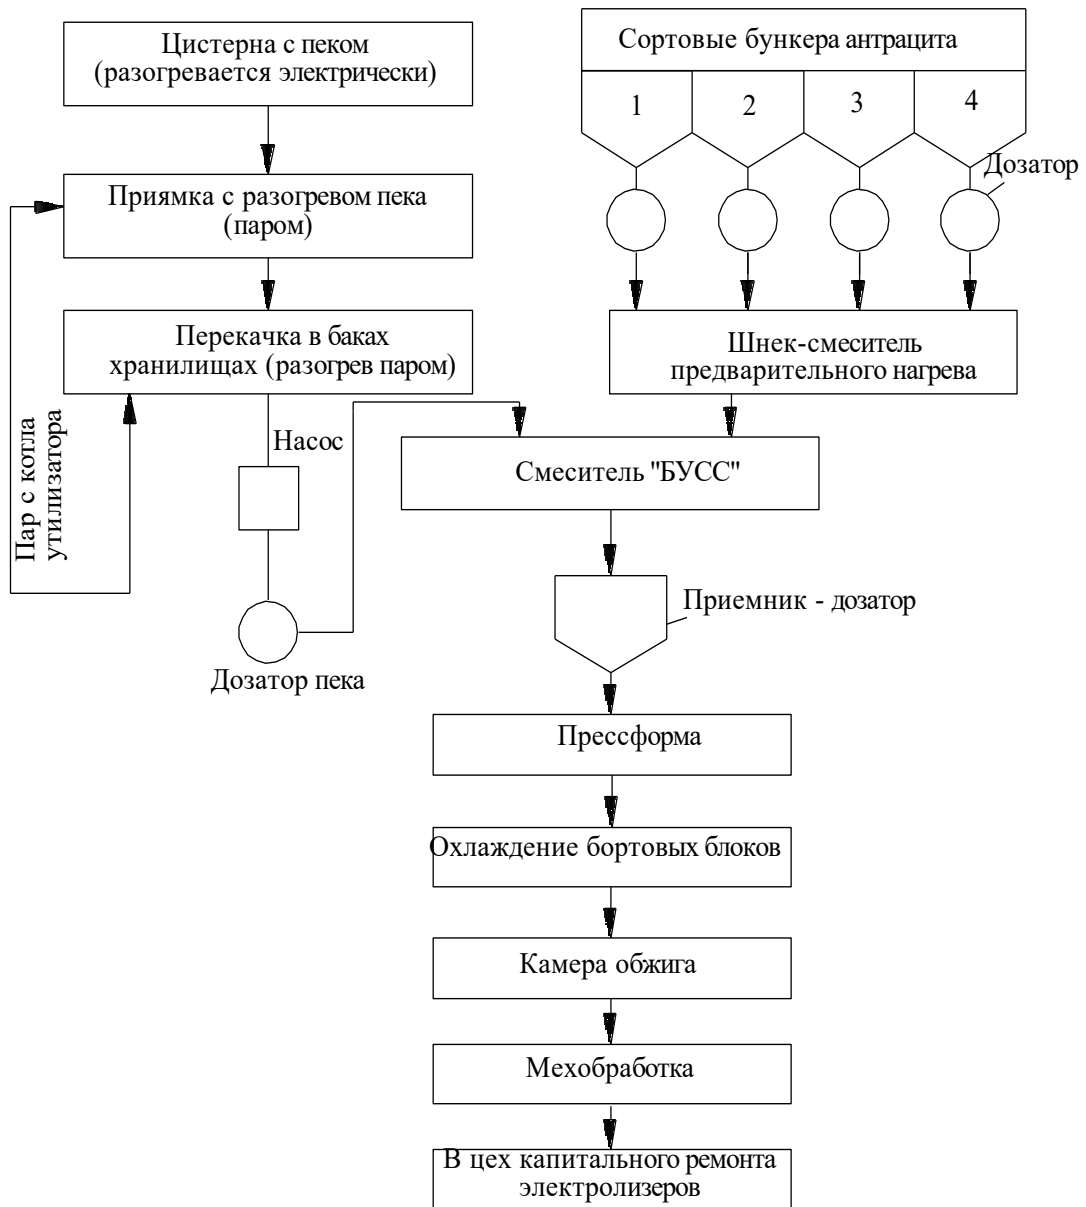 Цистерна с пеком
(разогревается электрически)
Сортовые бункера антрацита
1
2
3
4
Дозатор
Приямка с разогревом пека
(паром)
Перекачка в баках
хранилищах (разогрев паром)
Шнек-смеситель
предварительного нагрева
Пар с котла
утилизатора
Насос
Смеситель "БУСС"
Приемник - дозатор
Дозатор пека
Прессформа
Охлаждение бортовых блоков
Камера обжига
Мехобработка
В цех капитального ремонта
электролизеров